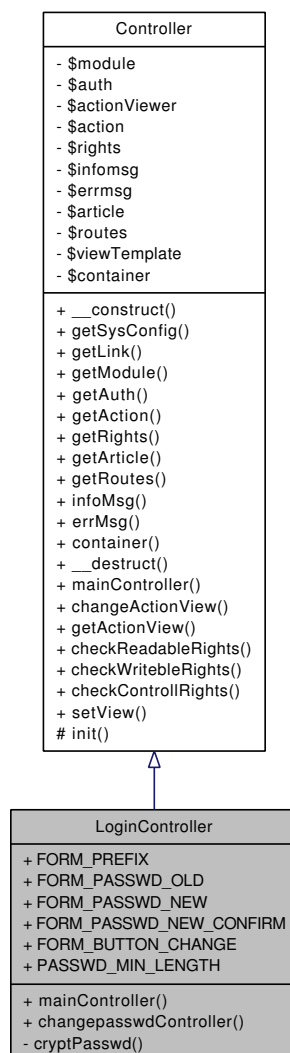 Controller
- $module
- $auth
- $actionViewer
- $action
- $rights
- $infomsg
- $errmsg
- $article
- $routes
- $viewTemplate
- $container
+ __construct()
+ getSysConfig()
+ getLink()
+ getModule()
+ getAuth()
+ getAction()
+ getRights()
+ getArticle()
+ getRoutes()
+ infoMsg()
+ errMsg()
+ container()
+ __destruct()
+ mainController()
+ changeActionView()
+ getActionView()
+ checkReadableRights()
+ checkWritebleRights()
+ checkControllRights()
+ setView()
# init()
LoginController
+ FORM_PREFIX
+ FORM_PASSWD_OLD
+ FORM_PASSWD_NEW
+ FORM_PASSWD_NEW_CONFIRM
+ FORM_BUTTON_CHANGE
+ PASSWD_MIN_LENGTH
+ mainController()
+ changepasswdController()
- cryptPasswd()